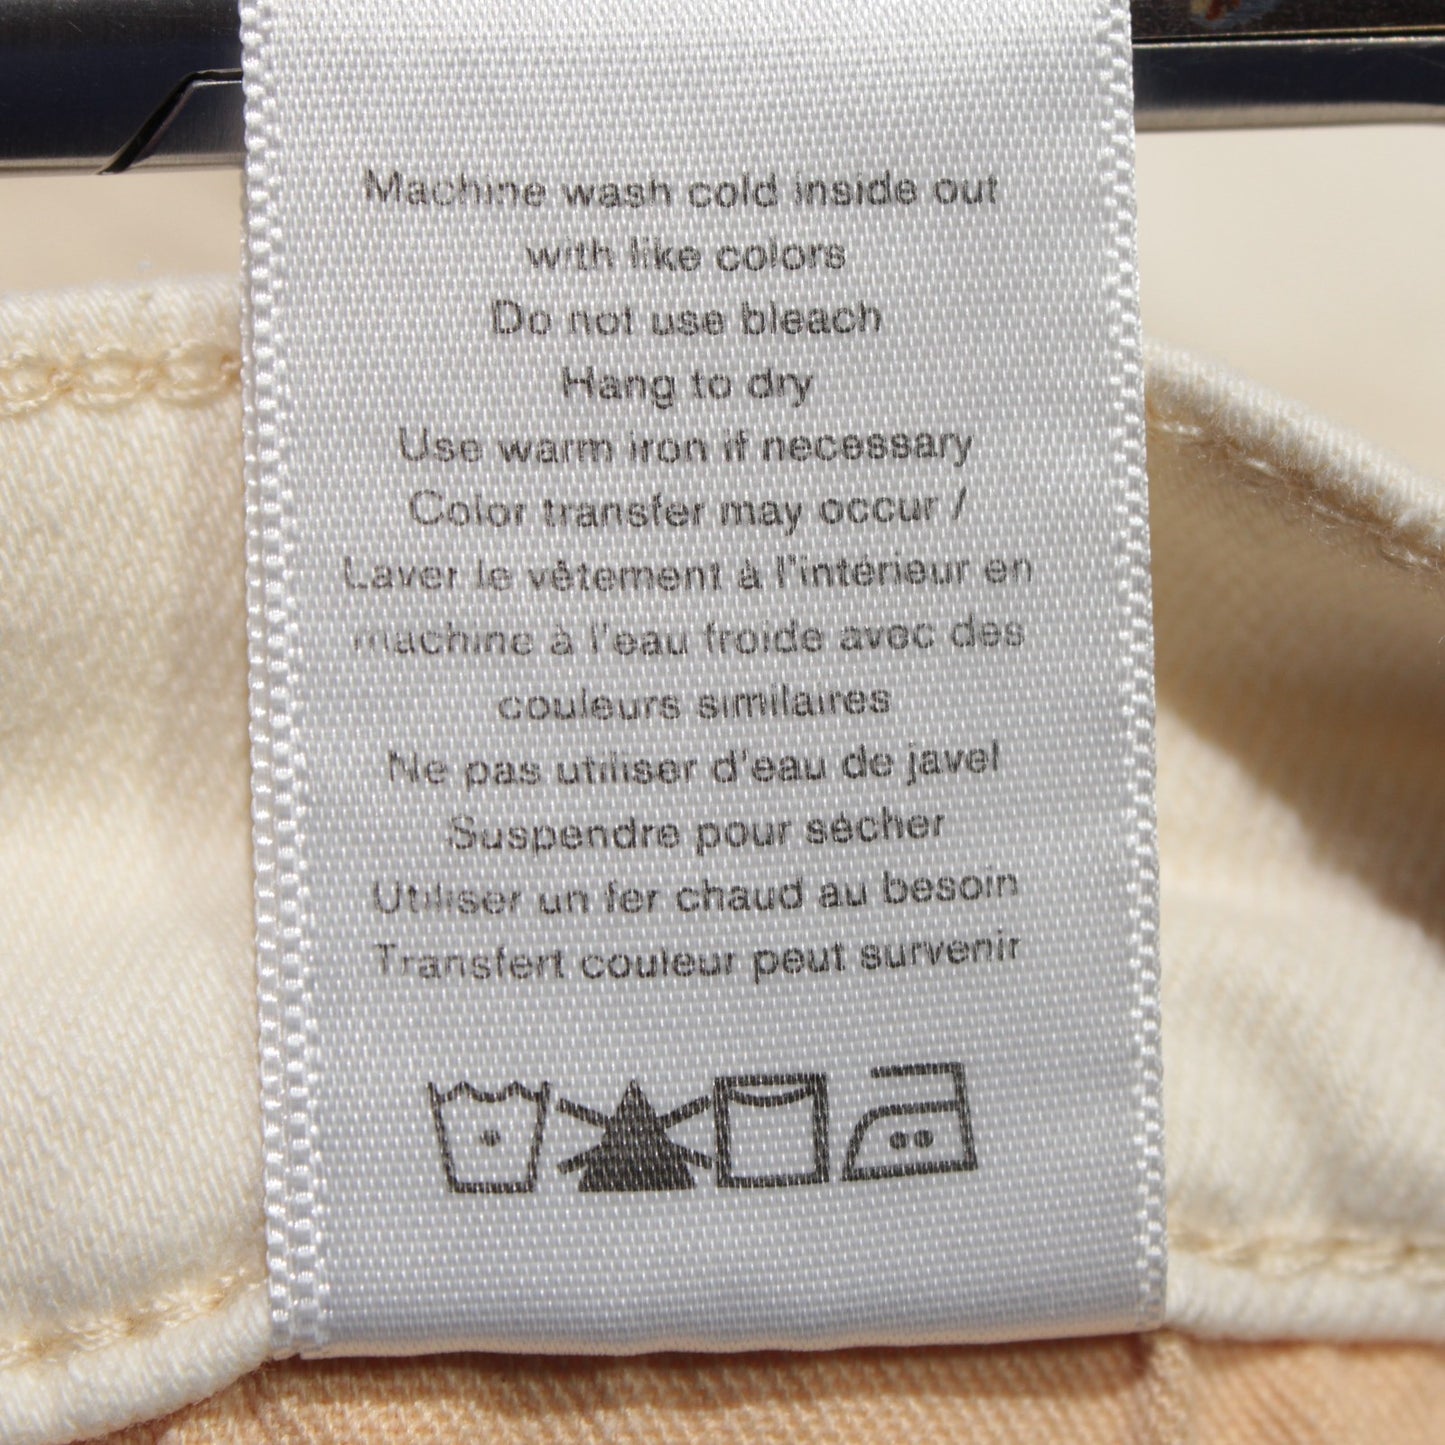 Machine wash cold inside out
with like colors
Do not use bleach
Hang to dry
Use warm iron if necessary
Color transfer may occur /
Laver le vêtement à l'intérieur en
machine à l'eau froide avec des
couleurs similaires
Ne pas utiliser d'eau de javel
Suspendre pour sécher
Utiliser un fer chaud au besoin
Transfert couleur peut survenir